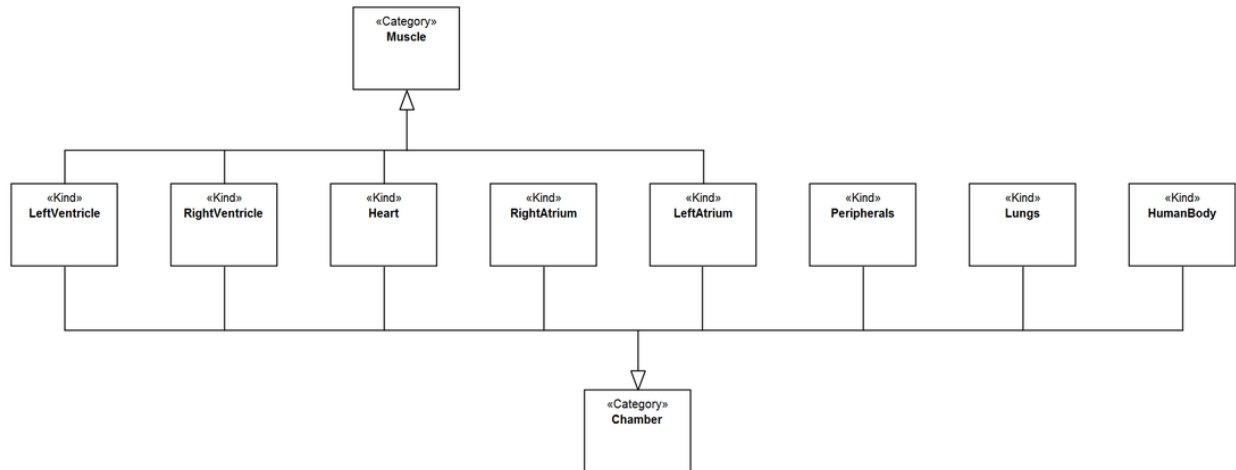 «Category»
Muscle
«Kind»
LeftVentricle
«Kind»
RightVentricle
«Kind»
Heart
«Kind»
RightAtrium
«Kind»
LeftAtrium
«Kind»
Peripherals
«Kind»
Lungs
«Kind»
HumanBody
«Category»
Chamber